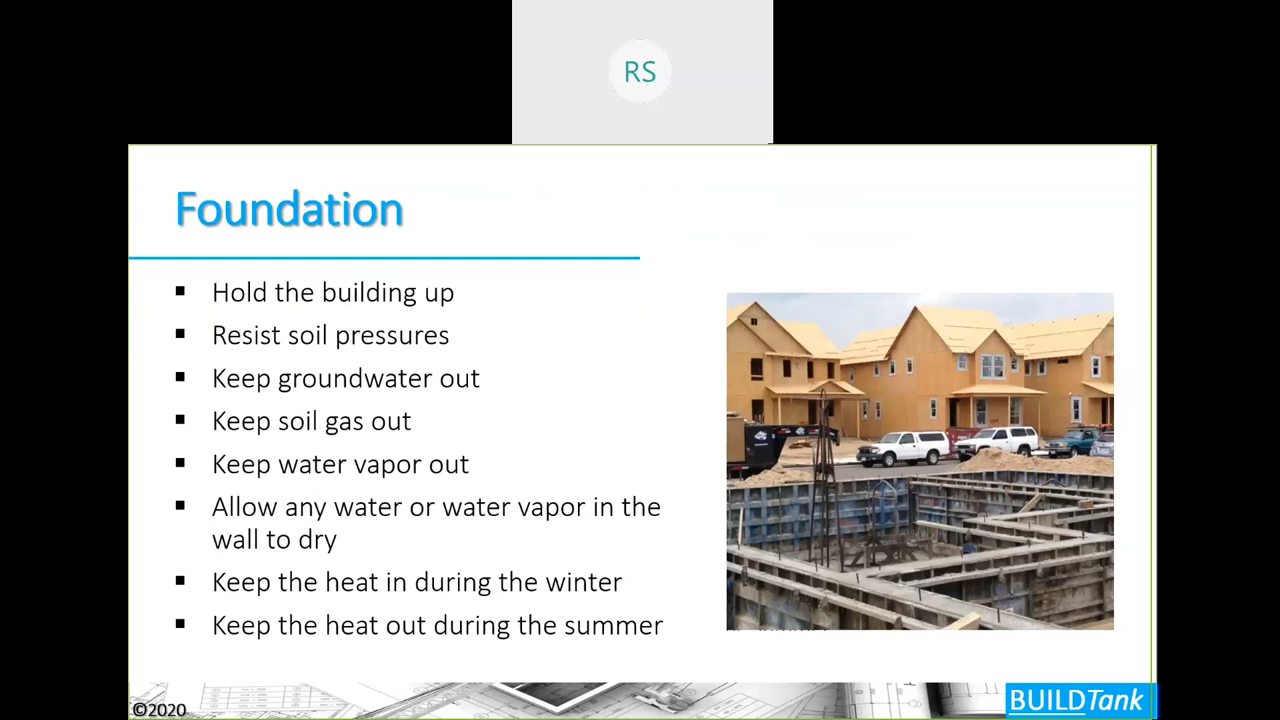 RS
Foundation
▪ Hold the building up
▪ Resist soil pressures
▪ Keep groundwater out
▪ Keep soil gas out
▪ Keep water vapor out
▪ Allow any water or water vapor in the
wall to dry
▪ Keep the heat in during the winter
▪ Keep the heat out during the summer
©2020
BUILDTank